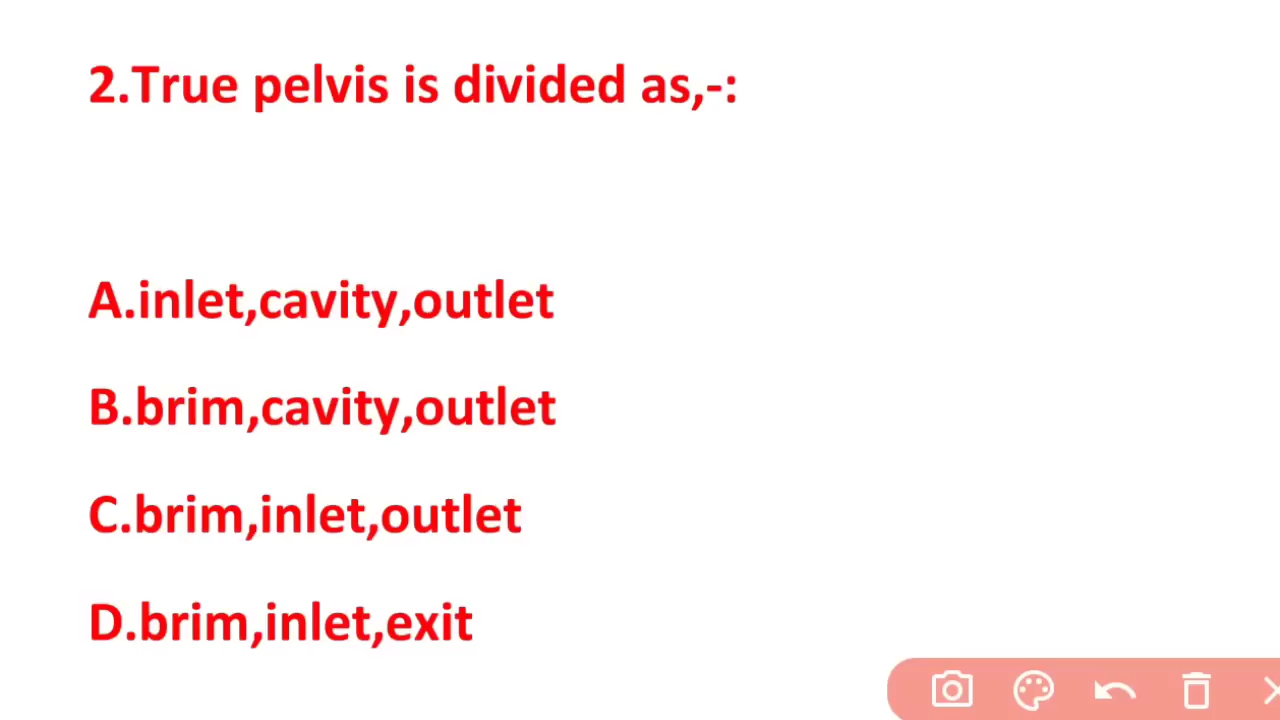 2.True pelvis is divided as,-:
A.inlet,cavity,outlet
B.brim,cavity,outlet
C.brim,inlet,outlet
D.brim,inlet,exit